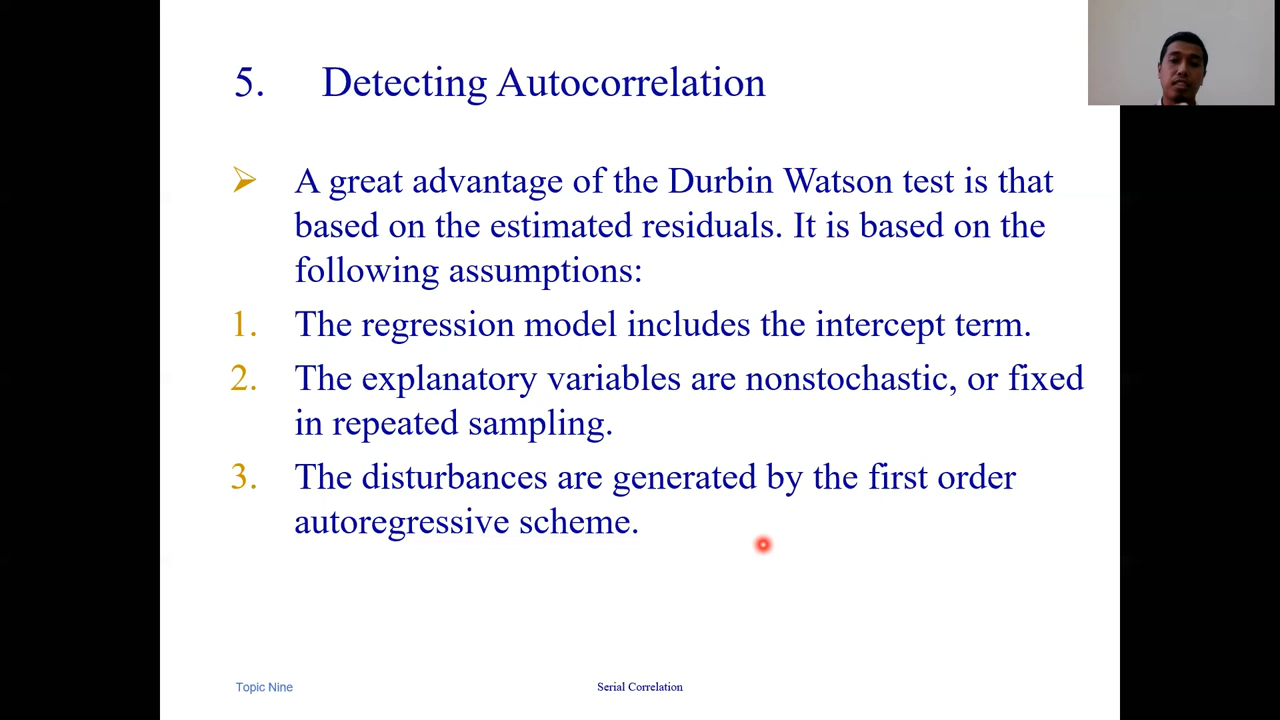 5. Detecting Autocorrelation
➢ A great advantage of the Durbin Watson test is that
based on the estimated residuals. It is based on the
following assumptions:
1. The regression model includes the intercept term.
2. The explanatory variables are nonstochastic, or fixed
in repeated sampling.
3. The disturbances are generated by the first order
autoregressive scheme.
Topic Nine
Serial Correlation